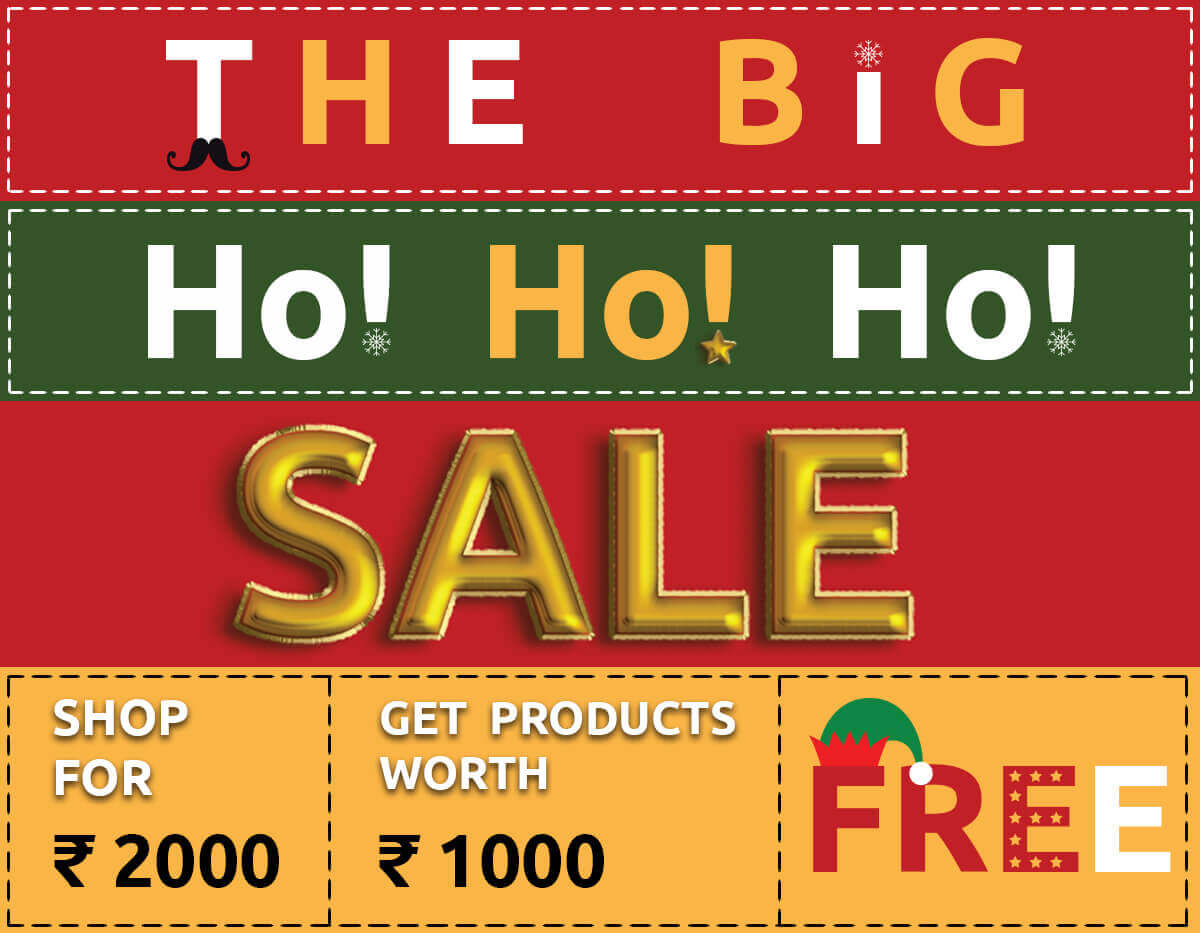 THE BiG
Ho! Ho! Ho!
SALE
SHOP
FOR
₹ 2000
GET PRODUCTS
WORTH
₹ 1000
FREE